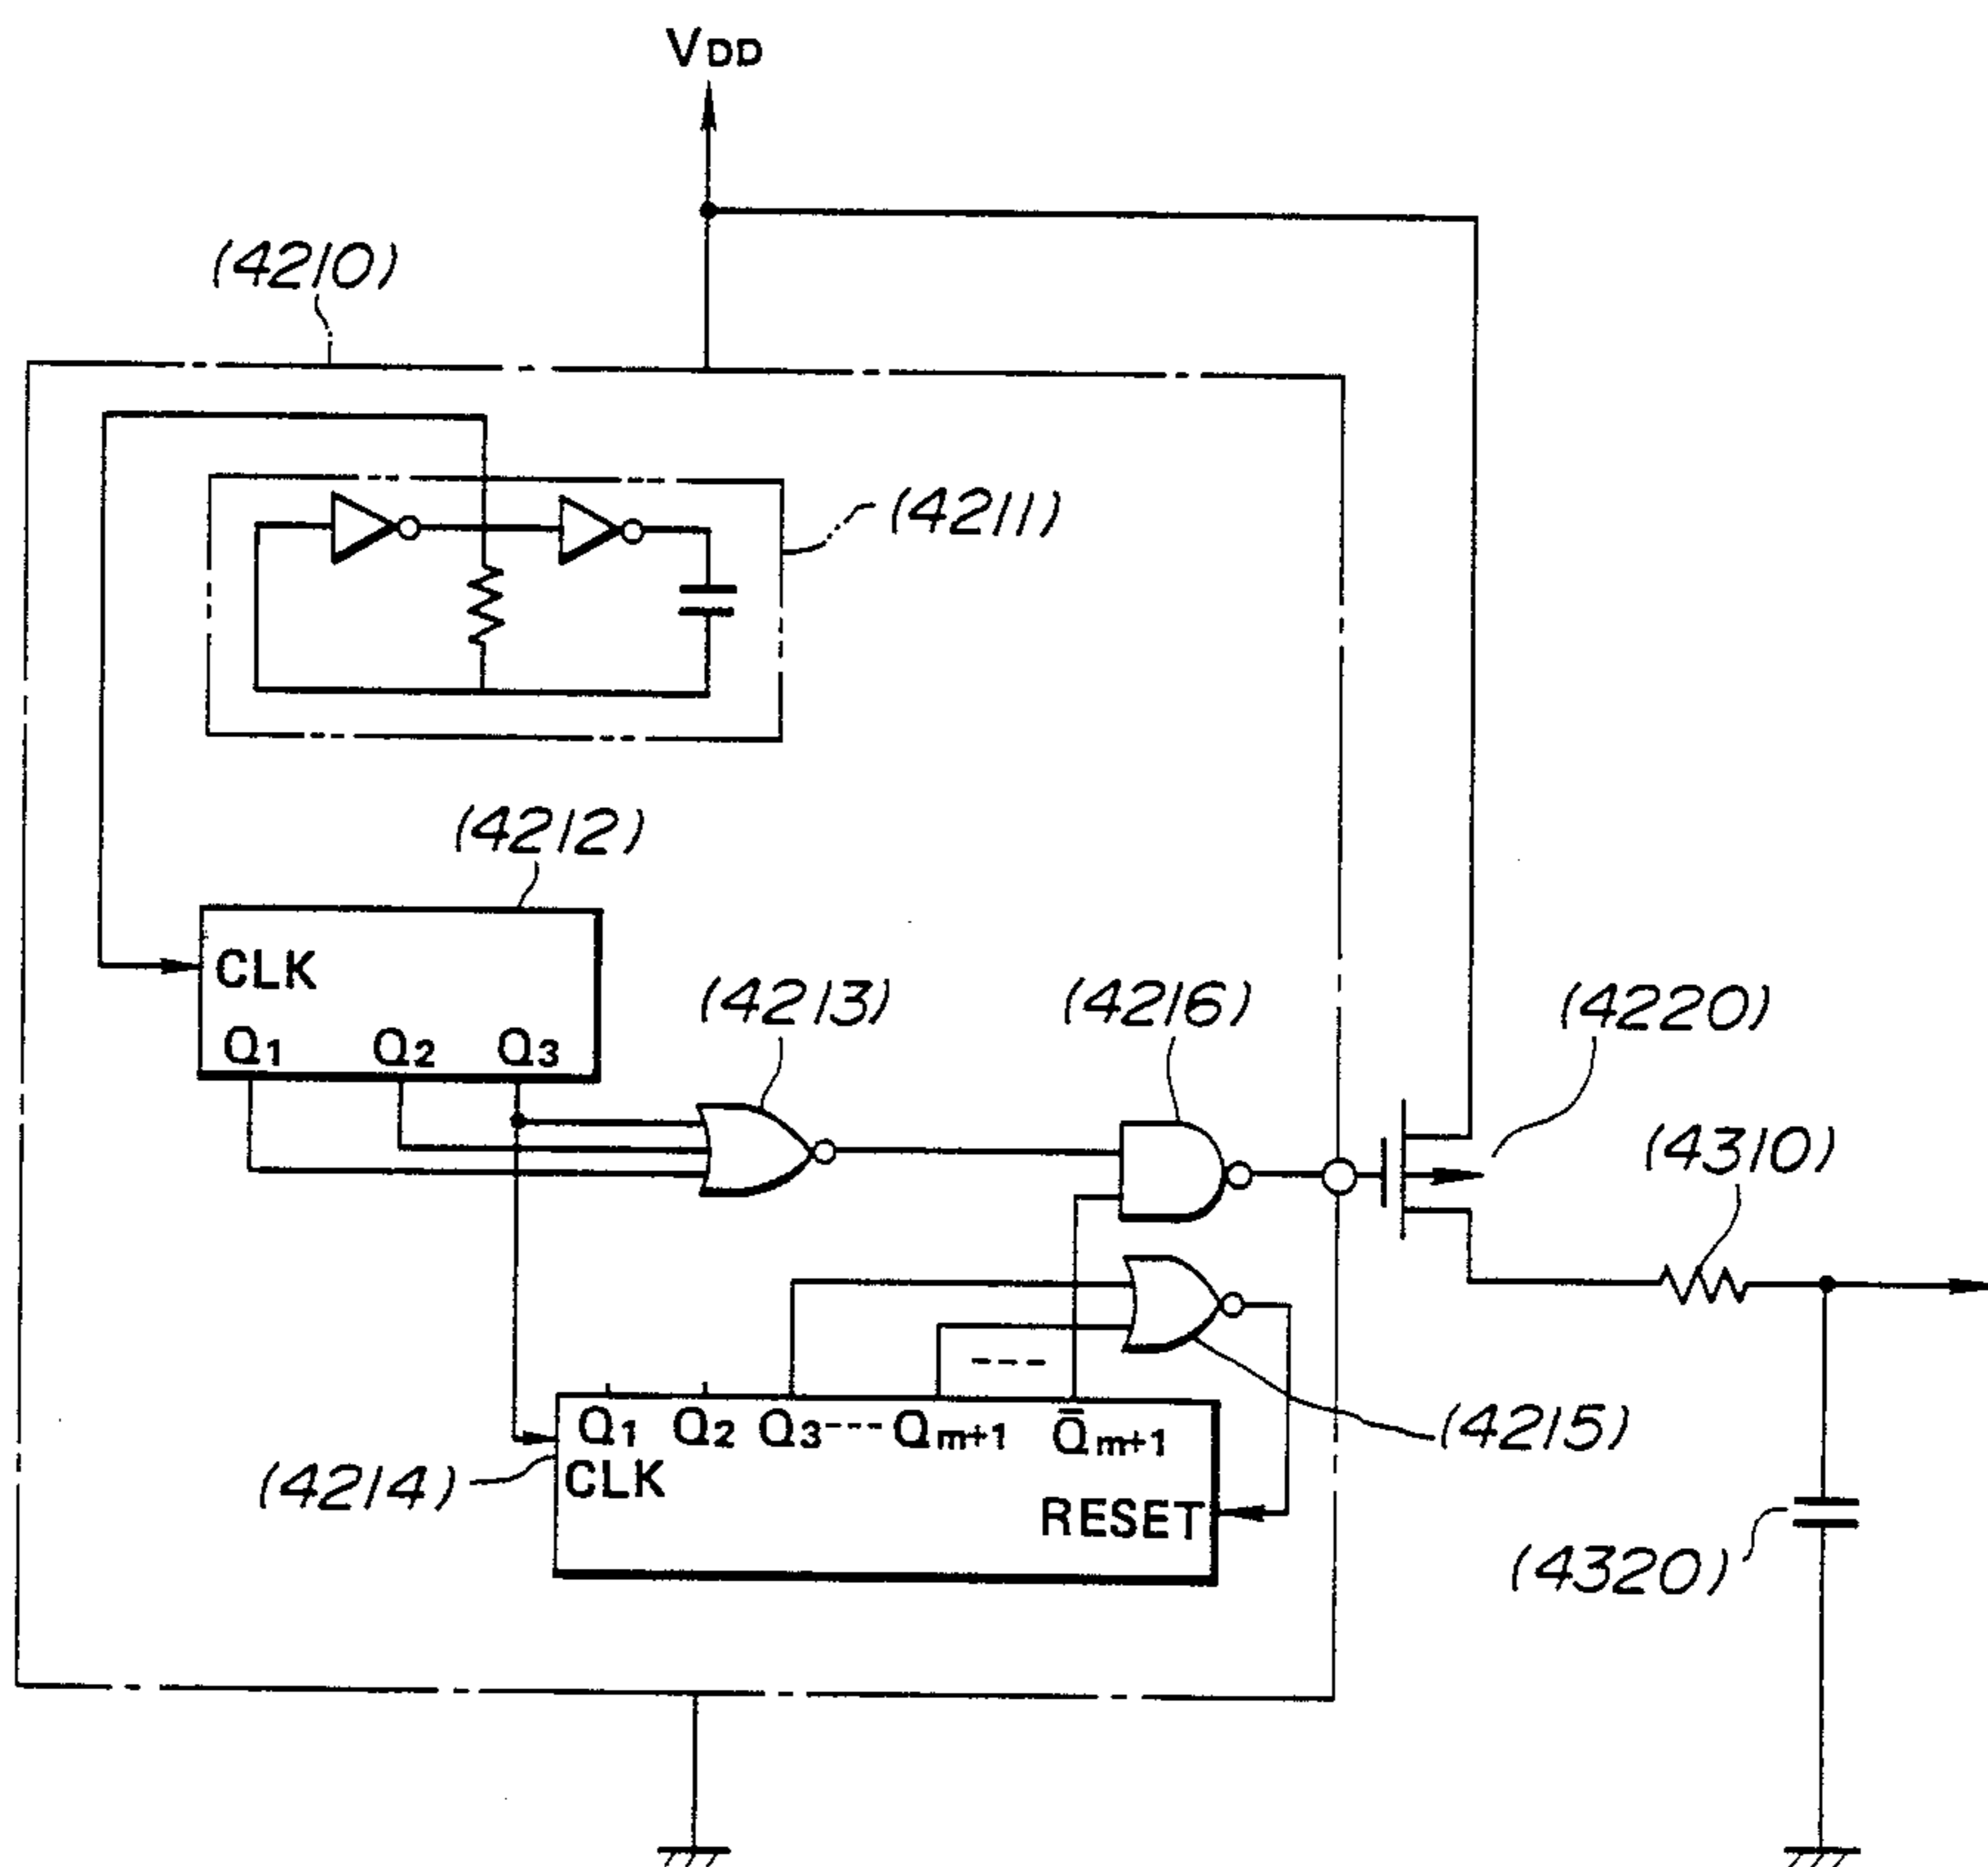 VDD
(4210)
(4211)
(4212)
CLK
Q1 Q2 Q3
(4213)
(4216)
(4220)
(4310)
Q1 Q2 Q3---Qm+1 Q̄m+1
CLK
RESET
(4214)
(4215)
(4320)